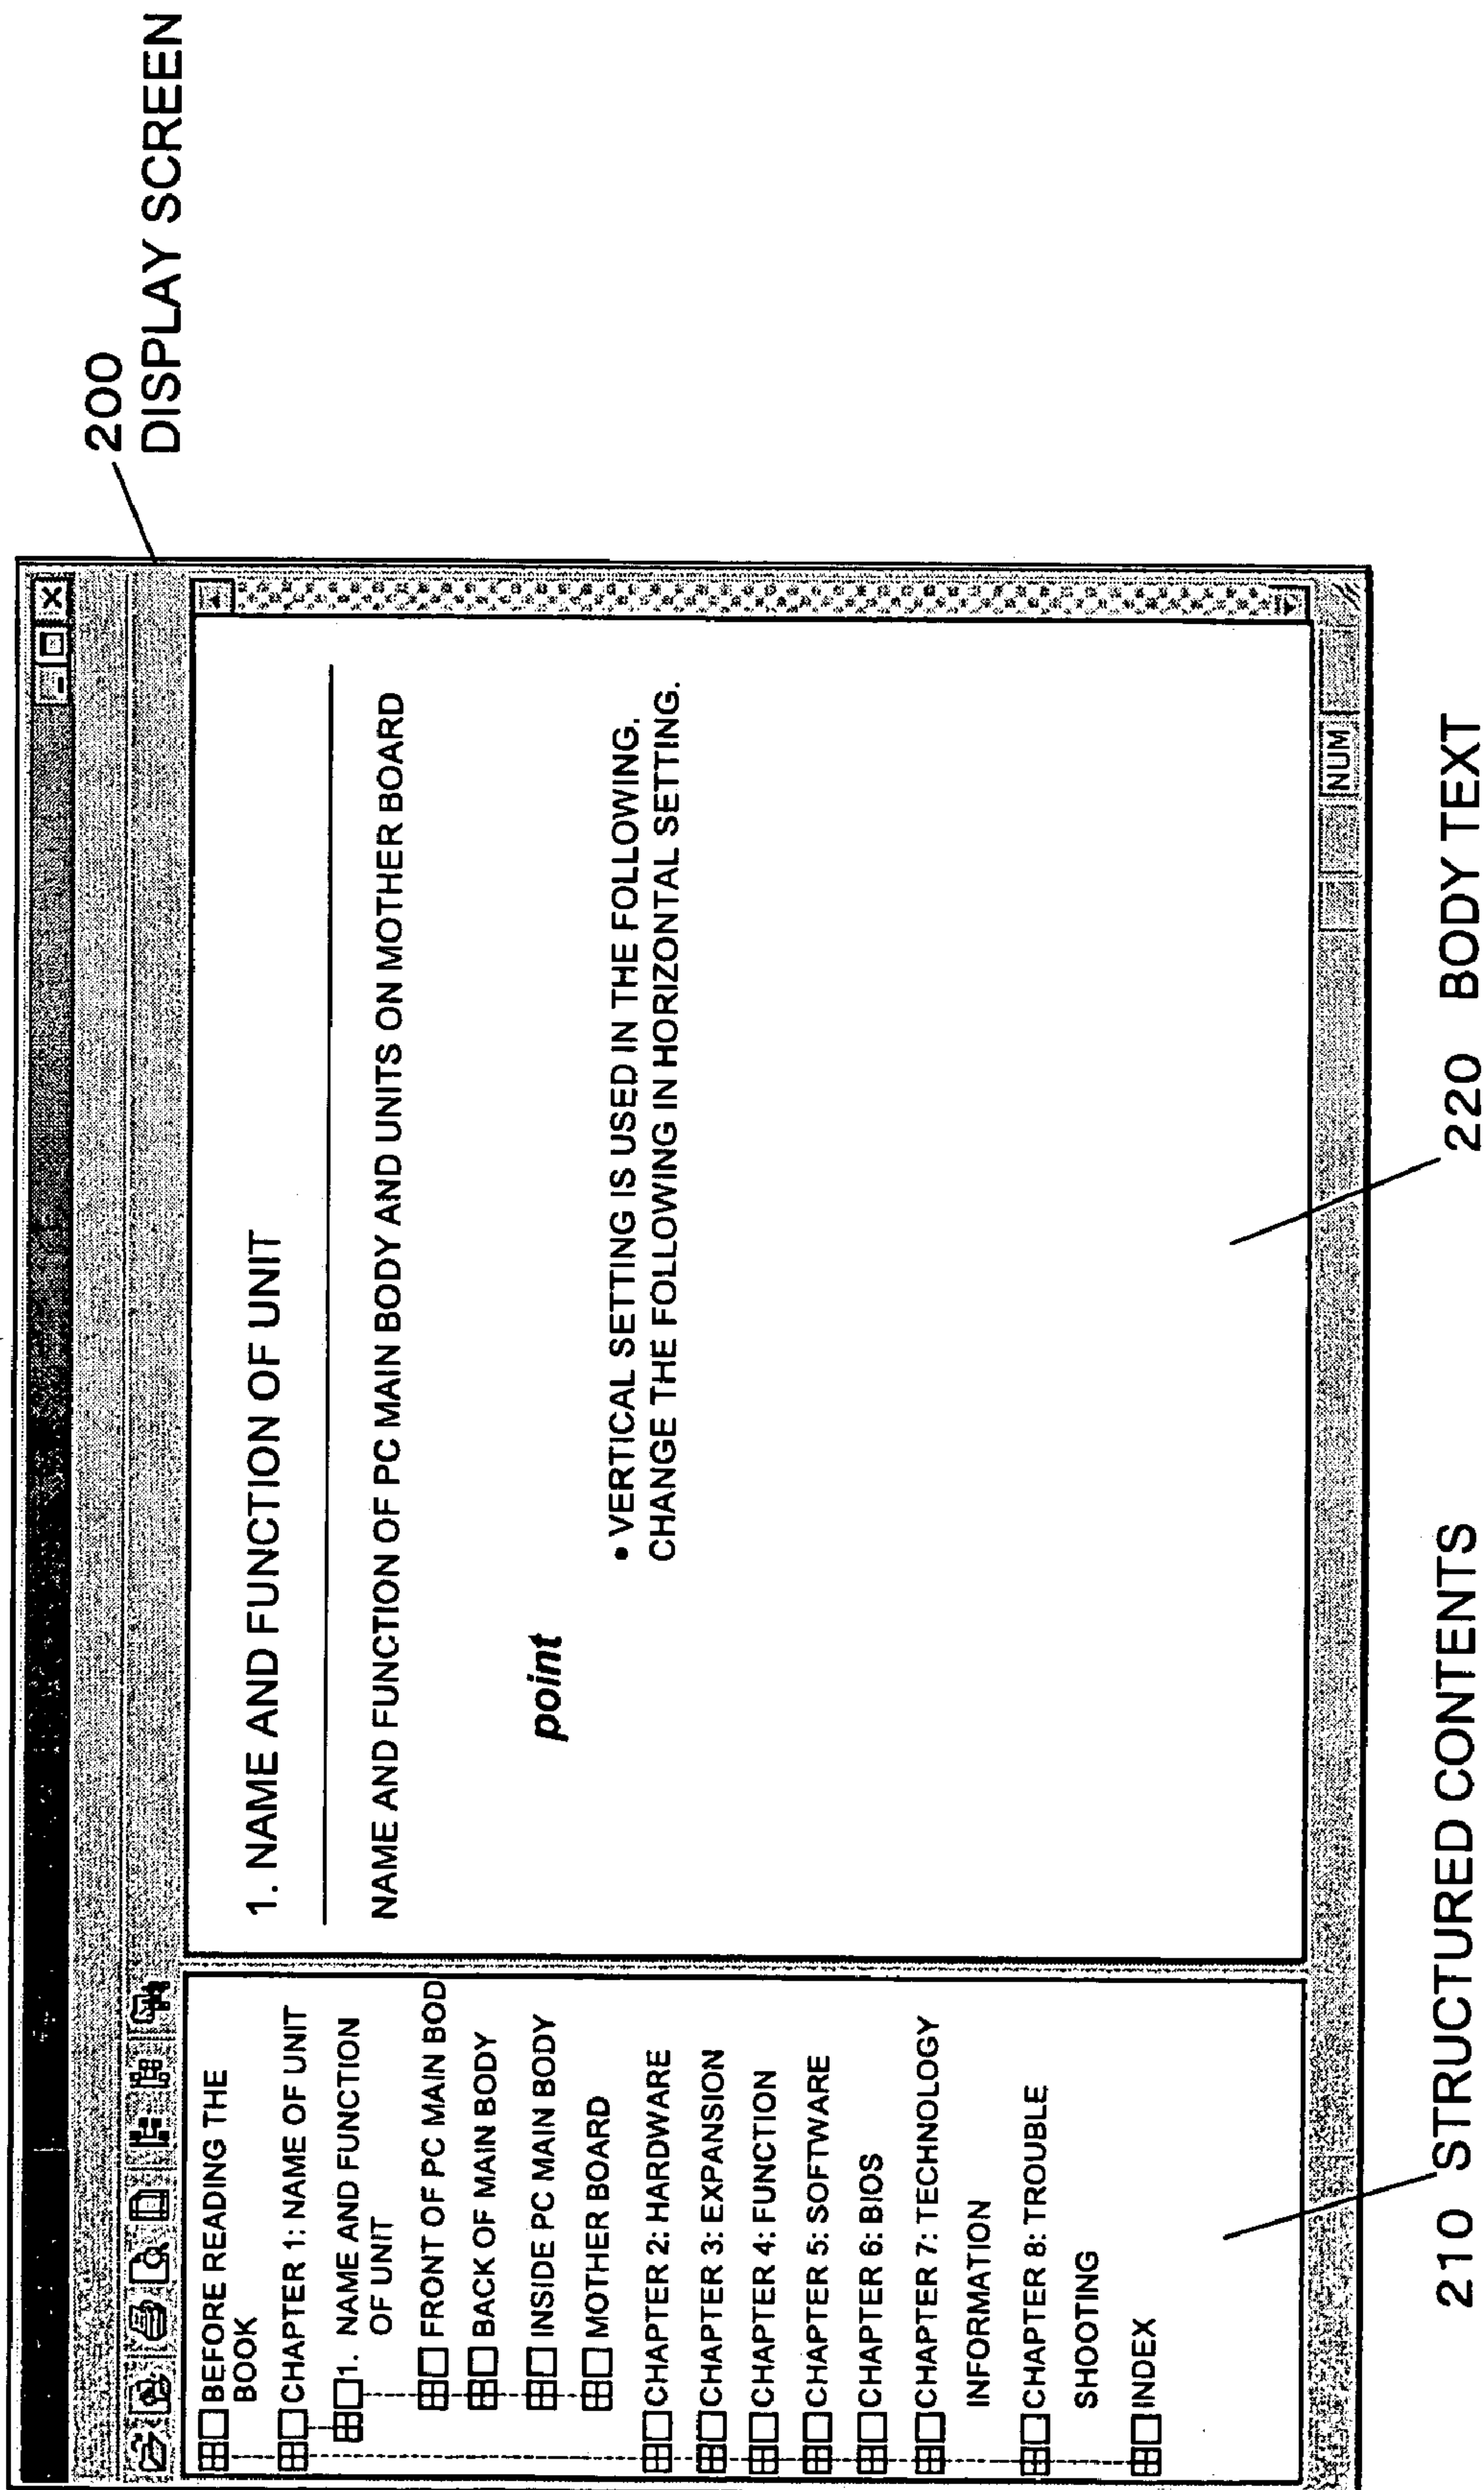 200
DISPLAY SCREEN
BEFORE READING THE
BOOK
CHAPTER 1: NAME OF UNIT
1. NAME AND FUNCTION
OF UNIT
FRONT OF PC MAIN BOD
BACK OF MAIN BODY
INSIDE PC MAIN BODY
MOTHER BOARD
CHAPTER 2: HARDWARE
CHAPTER 3: EXPANSION
CHAPTER 4: FUNCTION
CHAPTER 5: SOFTWARE
CHAPTER 6: BIOS
CHAPTER 7: TECHNOLOGY
INFORMATION
CHAPTER 8: TROUBLE
SHOOTING
INDEX
1. NAME AND FUNCTION OF UNIT
NAME AND FUNCTION OF PC MAIN BODY AND UNITS ON MOTHER BOARD
point
• VERTICAL SETTING IS USED IN THE FOLLOWING.
CHANGE THE FOLLOWING IN HORIZONTAL SETTING.
NUM
210 STRUCTURED CONTENTS
220 BODY TEXT